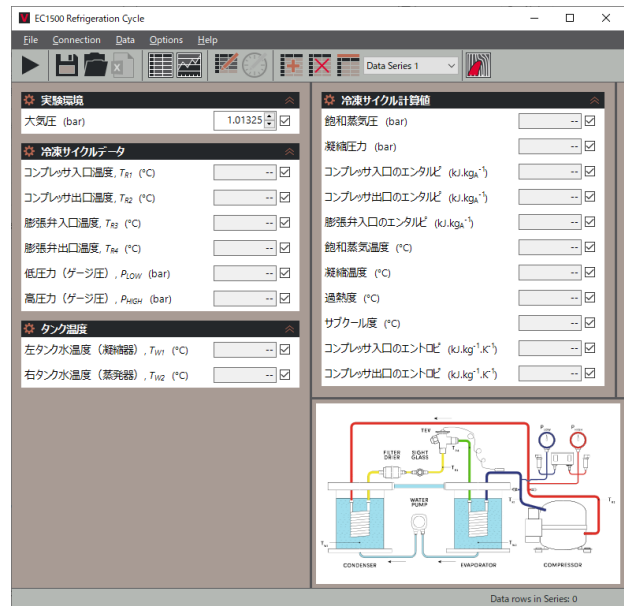 EC1500 Refrigeration Cycle
File Connection Data Options Help
Data Series 1
実験環境
大気圧 (bar) 1.01325
冷凍サイクルデータ
コンプレッサ入口温度, TR1 (°C) --
コンプレッサ出口温度, TR2 (°C) --
膨張弁入口温度, TR3 (°C) --
膨張弁出口温度, TR4 (°C) --
低圧力（ゲージ圧）, PLOW (bar) --
高圧力（ゲージ圧）, PHIGH (bar) --
タンク温度
左タンク水温度（凝縮器）, TW1 (°C) --
右タンク水温度（蒸発器）, TW2 (°C) --
冷凍サイクル計算値
飽和蒸気圧 (bar) --
凝縮圧力 (bar) --
コンプレッサ入口のエンタルピ (kJ.kgA⁻¹) --
コンプレッサ出口のエンタルピ (kJ.kgA⁻¹) --
膨張弁入口のエンタルピ (kJ.kgA⁻¹) --
飽和蒸気温度 (°C) --
凝縮温度 (°C) --
過熱度 (°C) --
サブクール度 (°C) --
コンプレッサ入口のエントロピ (kJ.kg⁻¹.K⁻¹) --
コンプレッサ出口のエントロピ (kJ.kg⁻¹.K⁻¹) --
TEV
FILTER DRIER
SIGHT GLASS
WATER PUMP
CONDENSER
EVAPORATOR
COMPRESSOR
Data rows in Series: 0